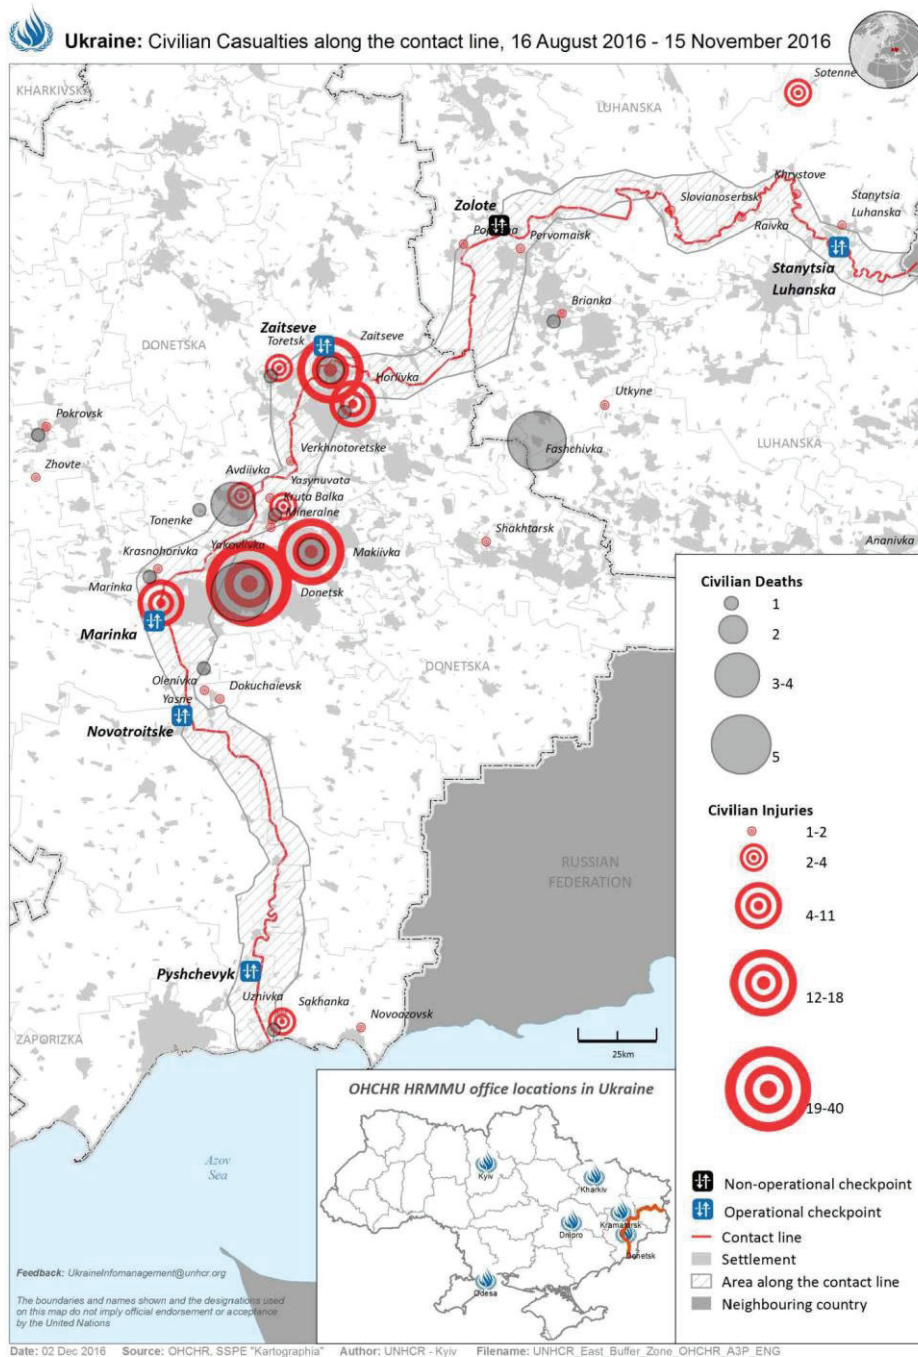 Ukraine: Civilian Casualties along the contact line, 16 August 2016 - 15 November 2016
KHARKIVSKA
LUHANSKA
Sotenne
Khrystove
Slovianoserbsk
Stanytsia
Luhanska
Zolote
Raivka
Pervomaisk
Stanytsia
Luhanska
Brianka
Zaitseve
Zaitseve
Toretsk
DONETSKA
Horlivka
Utkyne
Pokrovsk
Fashchivka
LUHANSKA
Verkhnotoretske
Zhovte
Avdiivka
Yasynuvata
Kruta Balka
Tonenke
Mineralne
Shakhtarsk
Ananivka
Krasnohorivka
Yakovlivka
Makiivka
Marinka
Donetsk
Marinka
DONETSKA
Olenivka
Dokuchaievsk
Yasne
Novotroitske
RUSSIAN
FEDERATION
Pyshchevyk
Uzhivka
Sakhanka
Novoazovsk
ZAPORIZKA
25km
Azov
Sea
Civilian Deaths
1
2
3-4
5
Civilian Injuries
1-2
2-4
4-11
12-18
19-40
Non-operational checkpoint
Operational checkpoint
Contact line
Settlement
Area along the contact line
Neighbouring country
OHCHR HRMMU office locations in Ukraine
Kyiv
Kharkiv
Kramatorsk
Dnipro
Donetsk
Odesa
Feedback: UkraineInfomanagement@unhcr.org
The boundaries and names shown and the designations used
on this map do not imply official endorsement or acceptance
by the United Nations
Date: 02 Dec 2016 Source: OHCHR, SSPE "Kartographia" Author: UNHCR - Kyiv Filename: UNHCR_East_Buffer_Zone_OHCHR_A3P_ENG